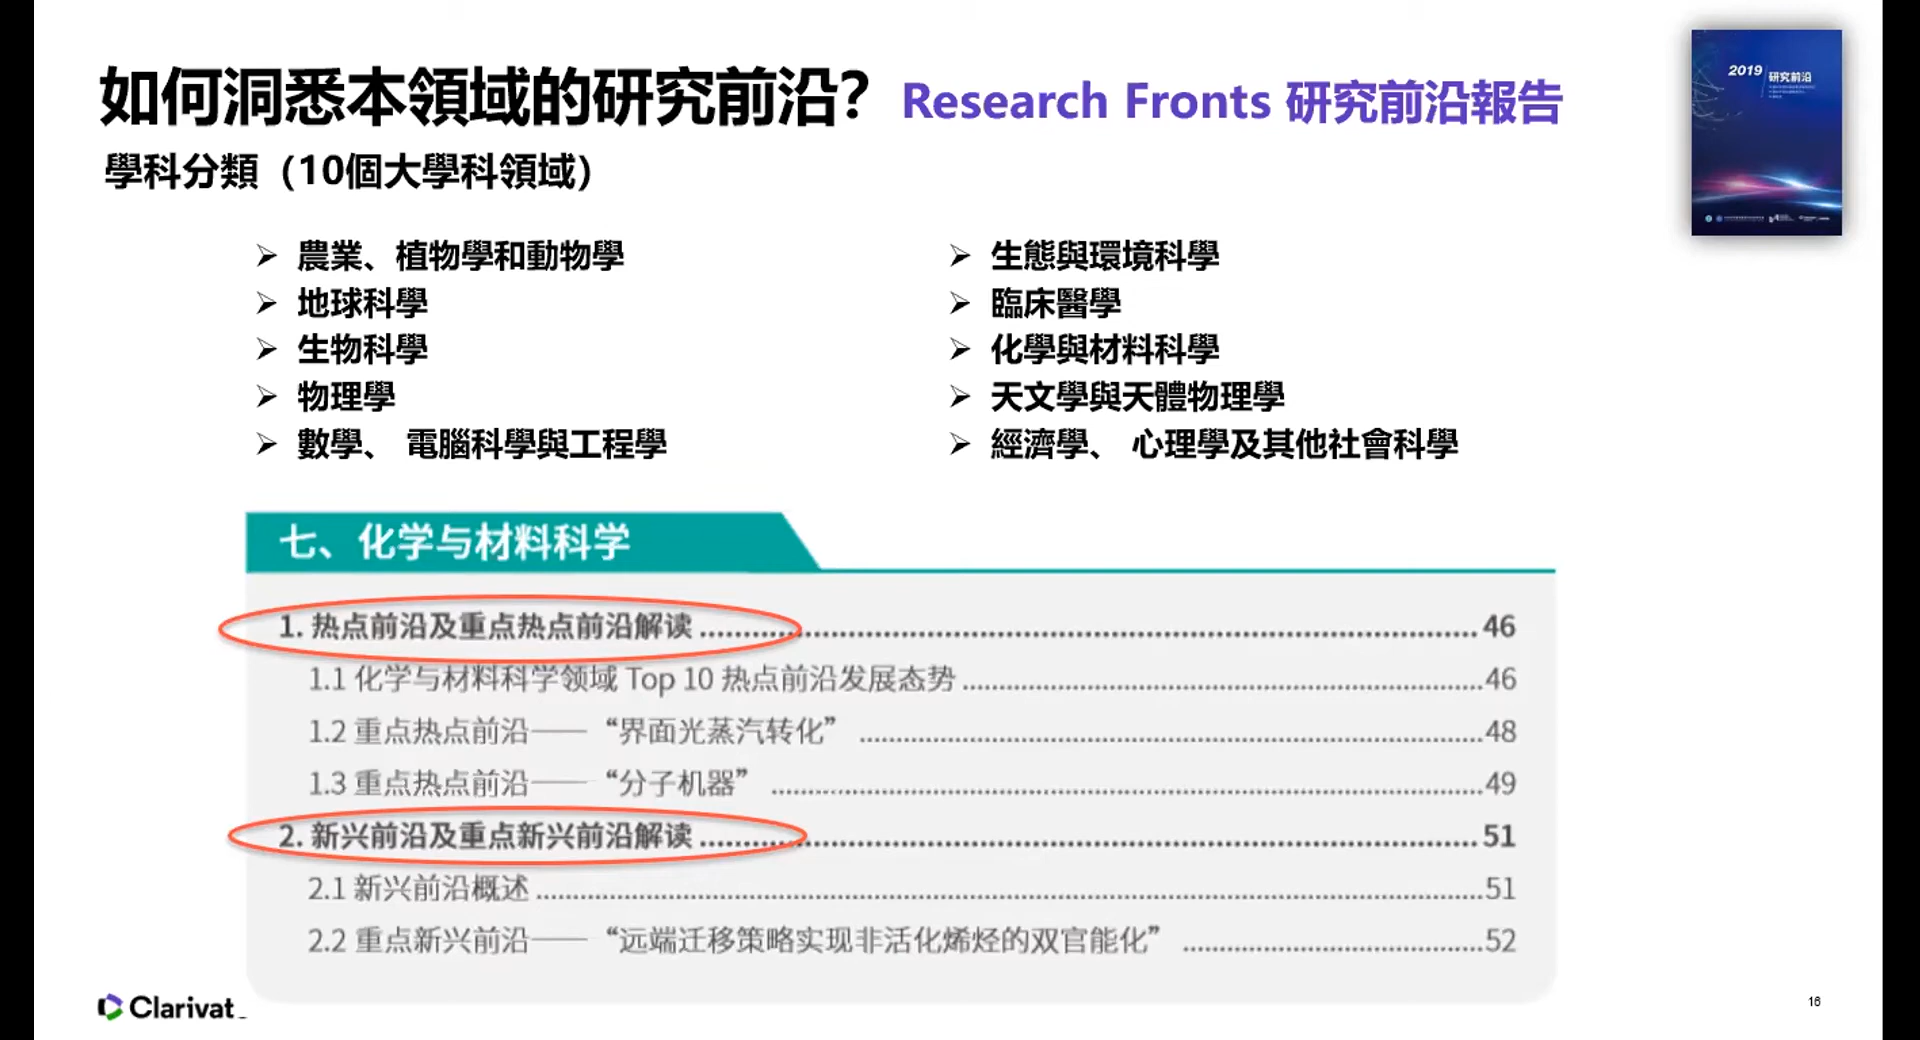 如何洞悉本領域的研究前沿？ Research Fronts 研究前沿報告
學科分類（10個大學科領域）
2019 研究前沿
➢ 農業、植物學和動物學
➢ 地球科學
➢ 生物科學
➢ 物理學
➢ 數學、 電腦科學與工程學
➢ 生態與環境科學
➢ 臨床醫學
➢ 化學與材料科學
➢ 天文學與天體物理學
➢ 經濟學、 心理學及其他社會科學
七、化学与材料科学
1. 热点前沿及重点热点前沿解读 ........ 46
1.1 化学与材料科学领域 Top 10 热点前沿发展态势 ........ 46
1.2 重点热点前沿——“界面光蒸汽转化” ........ 48
1.3 重点热点前沿——“分子机器” ........ 49
2. 新兴前沿及重点新兴前沿解读 ........ 51
2.1 新兴前沿概述 ........ 51
2.2 重点新兴前沿——“远端迁移策略实现非活化烯烃的双官能化” ........ 52
Clarivat
16